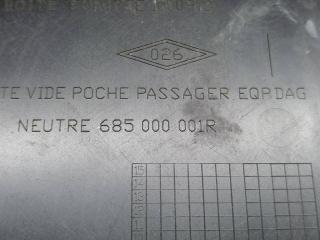 026
TE VIDE POCHE PASSAGER EQP.DAG
NEUTRE 685 000 001R